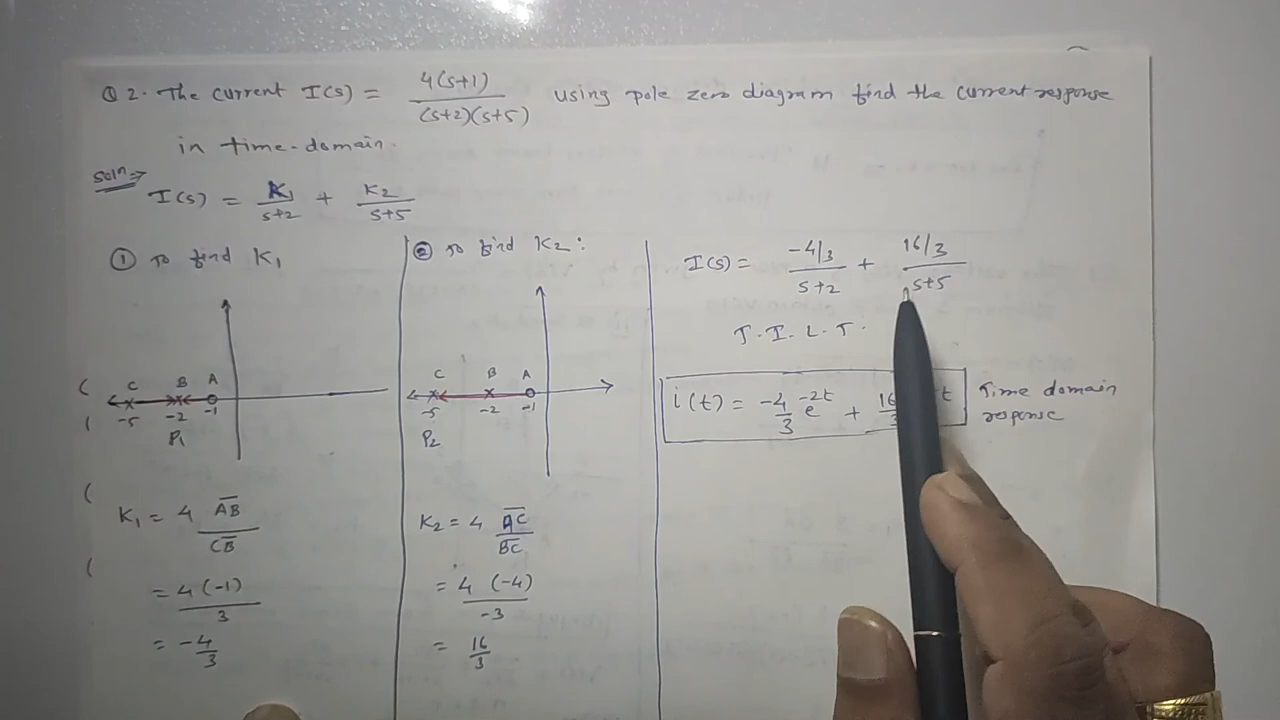 Q2. The current I(s) = 4(s+1) / (s+2)(s+5) using pole zero diagram find the current response
in time-domain.
Soln ⇒
I(s) = K1 / s+2 + K2 / s+5
① To find K1
C B A
-5 -2 -1
P1
K1 = 4 AB / CB
= 4(-1) / 3
= -4/3
② To find K2:
C B A
-5 -2 -1
P2
K2 = 4 AC / BC
= 4 (-4) / -3
= 16/3
I(s) = -4/3 / s+2 + 16/3 / s+5
T.I.L.T.
i(t) = -4/3 e^-2t + 16 t
Time domain
response